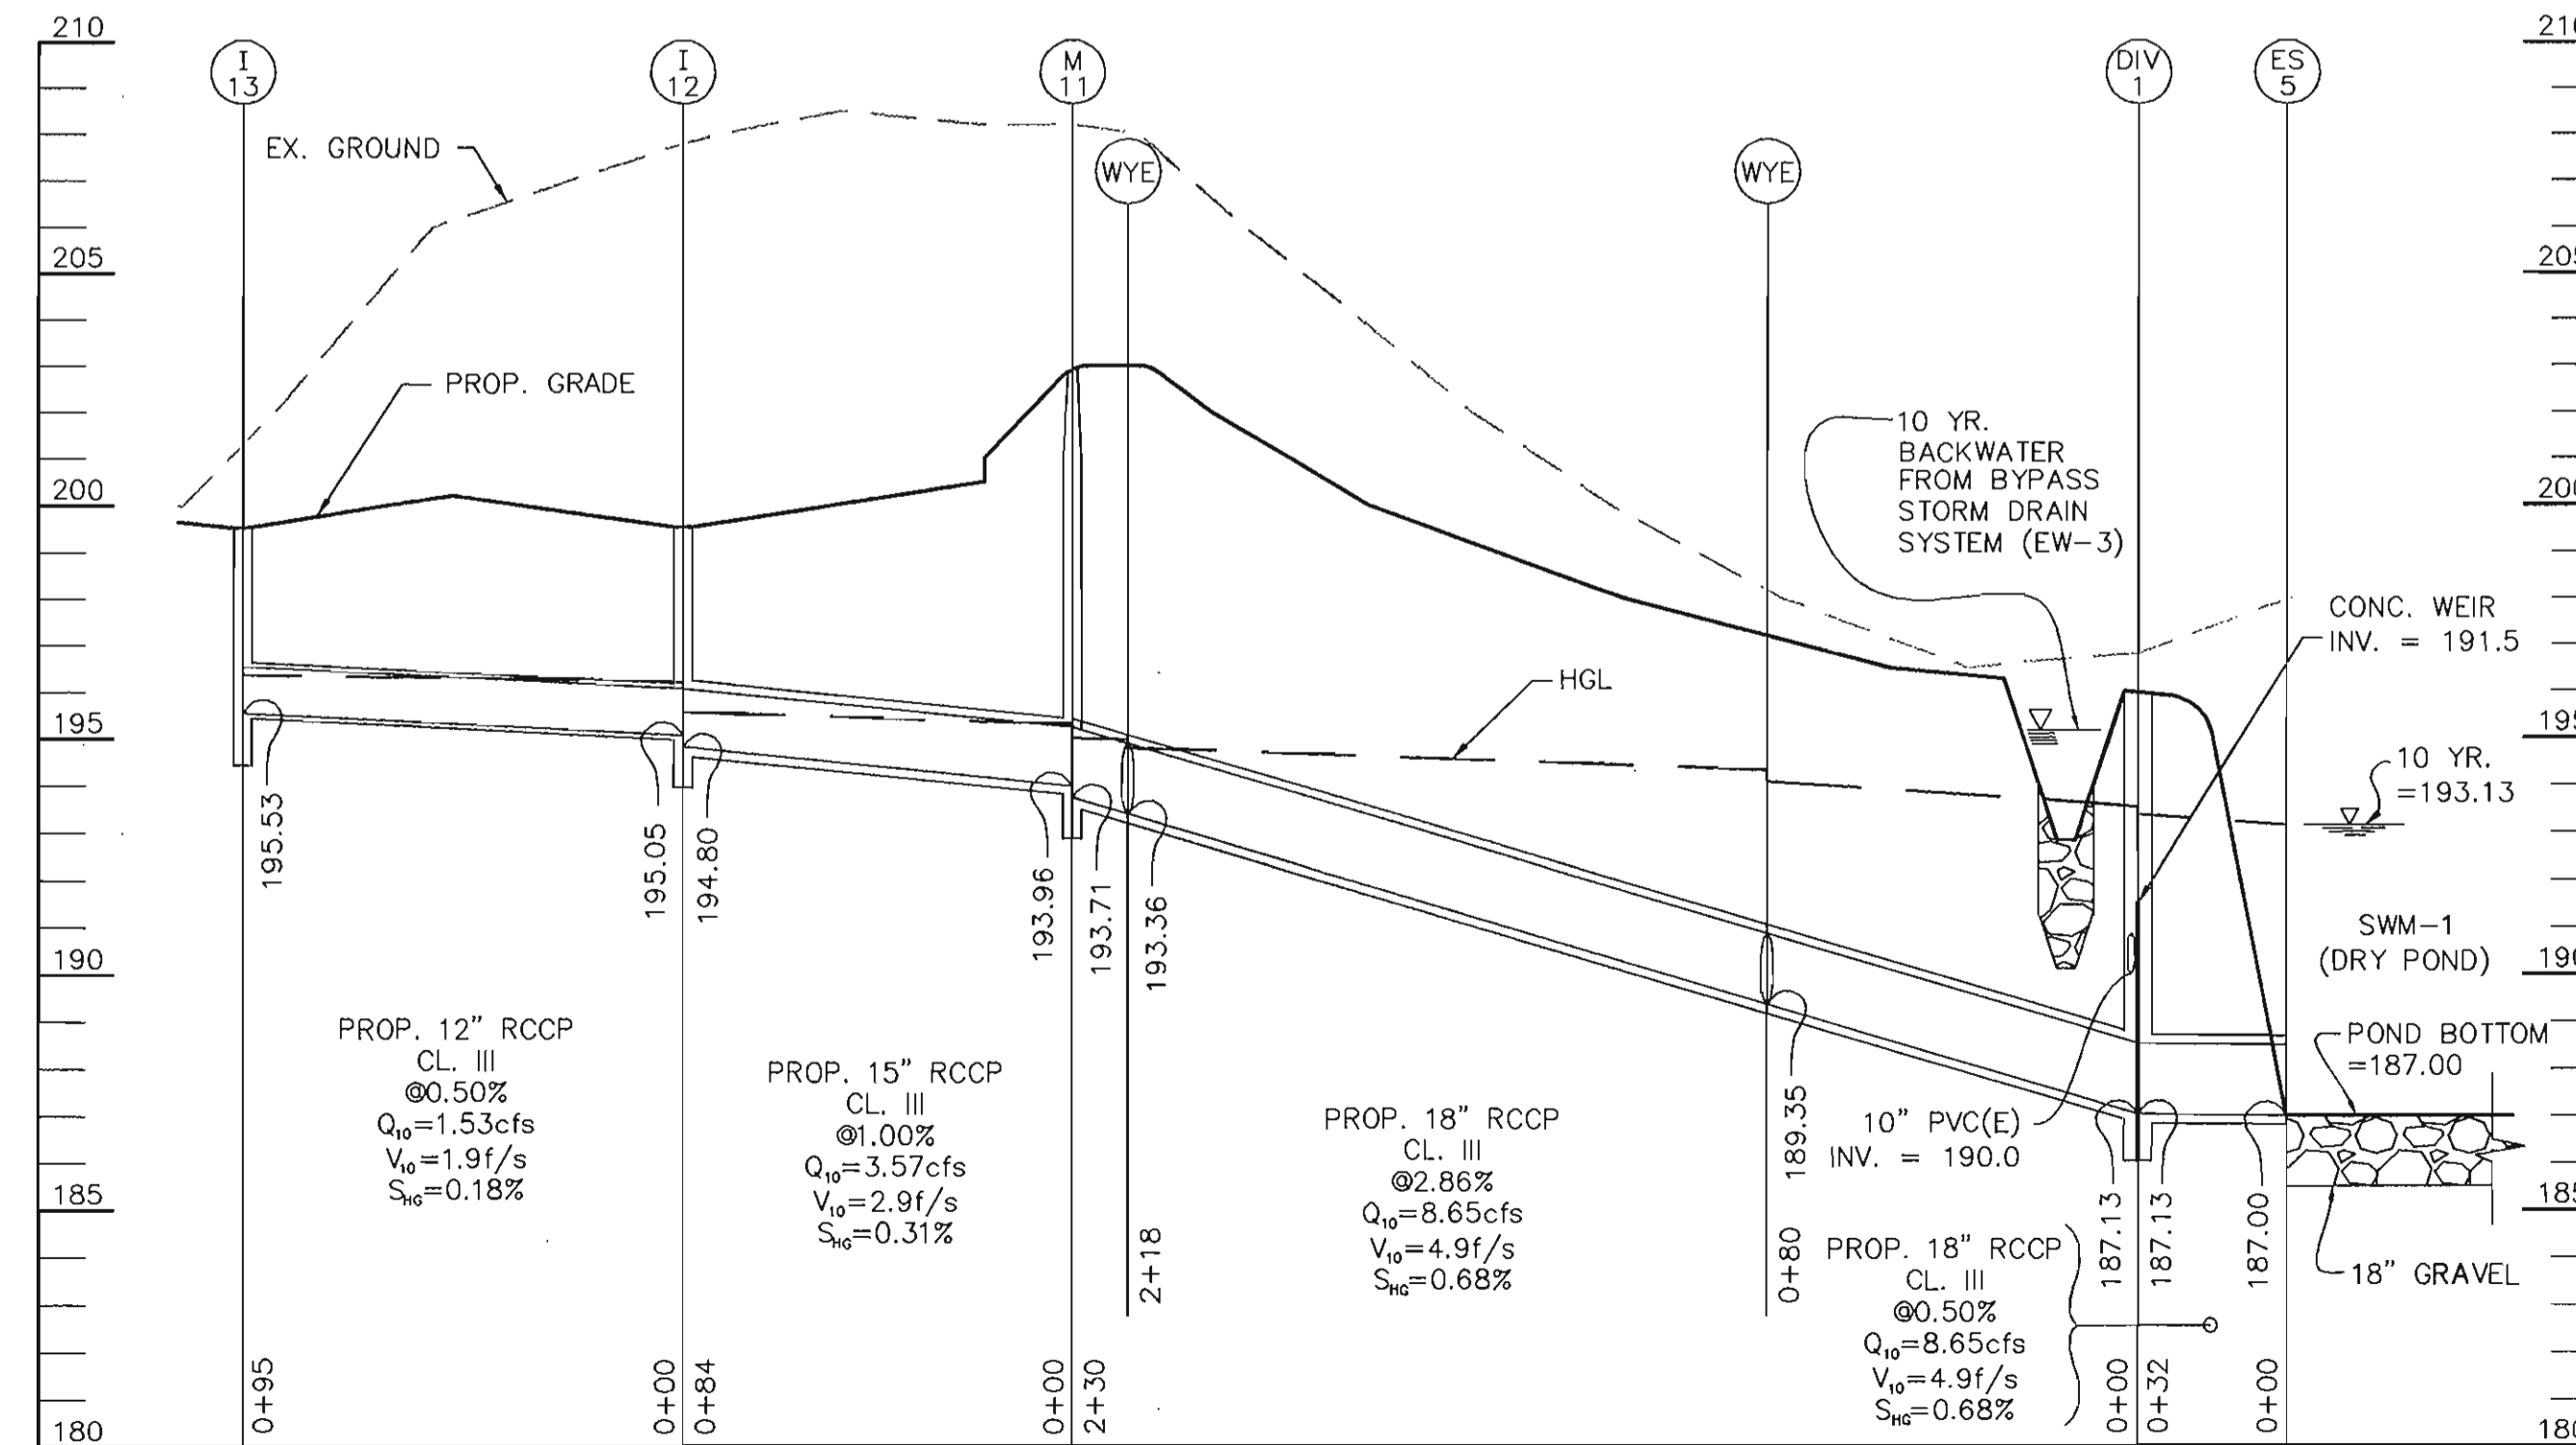 210
205
200
195
190
185
180
I
13
I
12
M
11
WYE
WYE
DIV
1
ES
5
EX. GROUND
PROP. GRADE
HGL
10 YR.
BACKWATER
FROM BYPASS
STORM DRAIN
SYSTEM (EW-3)
CONC. WEIR
INV. = 191.5
10 YR.
=193.13
SWM-1
(DRY POND)
POND BOTTOM
=187.00
18" GRAVEL
10" PVC(E)
INV. = 190.0
195.53
195.05
194.80
193.96
193.71
193.36
189.35
187.13
187.13
187.00
PROP. 12" RCCP
CL. III
@0.50%
Q10=1.53cfs
V10=1.9f/s
SHG=0.18%
PROP. 15" RCCP
CL. III
@1.00%
Q10=3.57cfs
V10=2.9f/s
SHG=0.31%
PROP. 18" RCCP
CL. III
@2.86%
Q10=8.65cfs
V10=4.9f/s
SHG=0.68%
PROP. 18" RCCP
CL. III
@0.50%
Q10=8.65cfs
V10=4.9f/s
SHG=0.68%
0+95
0+00
0+84
0+00
2+30
2+18
0+80
0+00
0+32
0+00